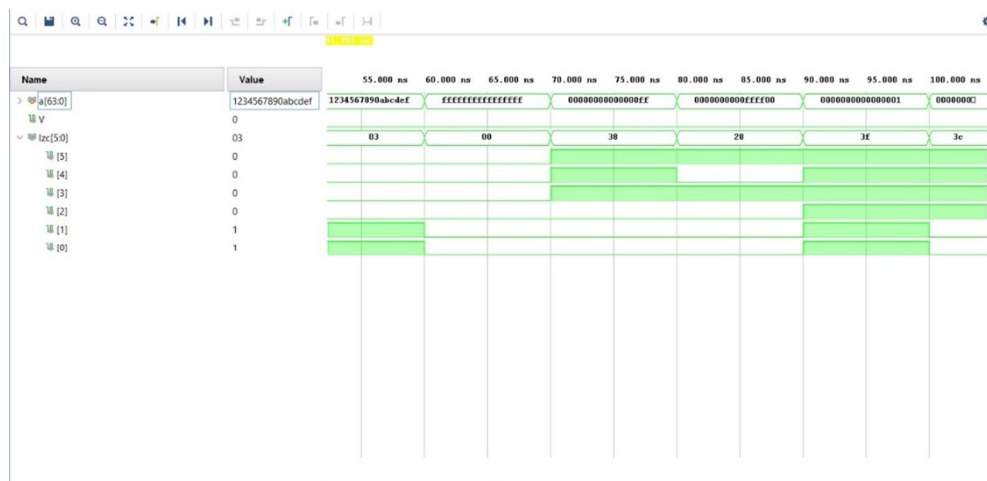 Name Value 55.000 ns 60.000 ns 65.000 ns 70.000 ns 75.000 ns 80.000 ns 85.000 ns 90.000 ns 95.000 ns 100.000 ns
a[63:0] 1234567890abcdef 1234567890abcdef ffffffffffffffff 00000000000000ff 0000000000ffff00 0000000000000001 0000000
V 0
lzc[5:0] 03 03 00 38 28 3f 3c
[5] 0
[4] 0
[3] 0
[2] 0
[1] 1
[0] 1